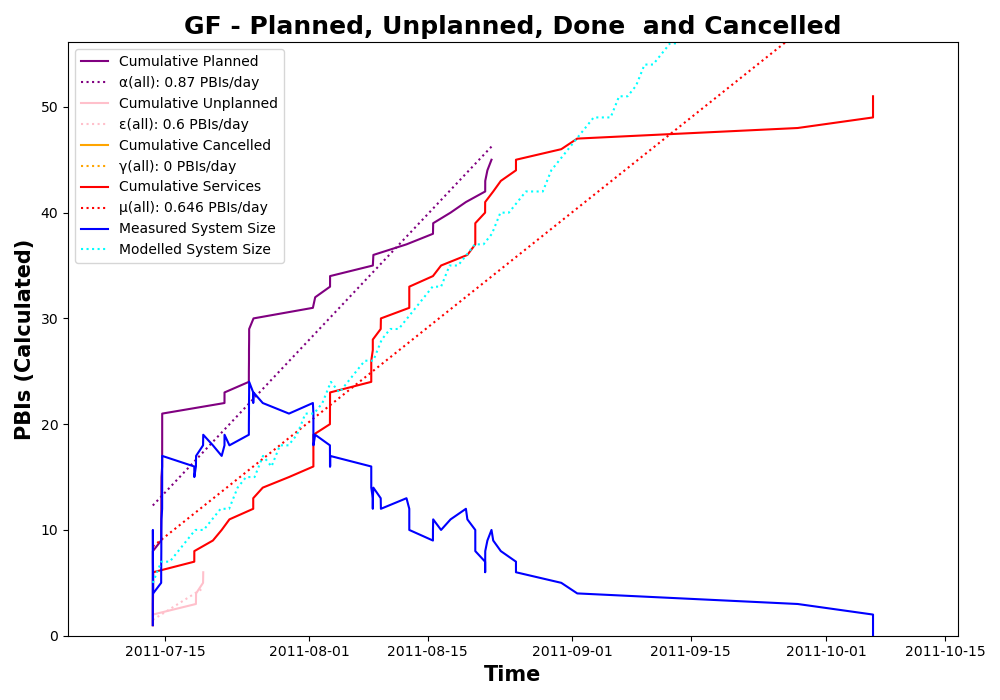 GF - Planned, Unplanned, Done  and Cancelled
Cumulative Planned
α(all): 0.87 PBIs/day
Cumulative Unplanned
ε(all): 0.6 PBIs/day
Cumulative Cancelled
γ(all): 0 PBIs/day
Cumulative Services
μ(all): 0.646 PBIs/day
Measured System Size
Modelled System Size
PBIs (Calculated)
50
40
30
20
10
0
2011-07-15 2011-08-01 2011-08-15 2011-09-01 2011-09-15 2011-10-01 2011-10-15
Time